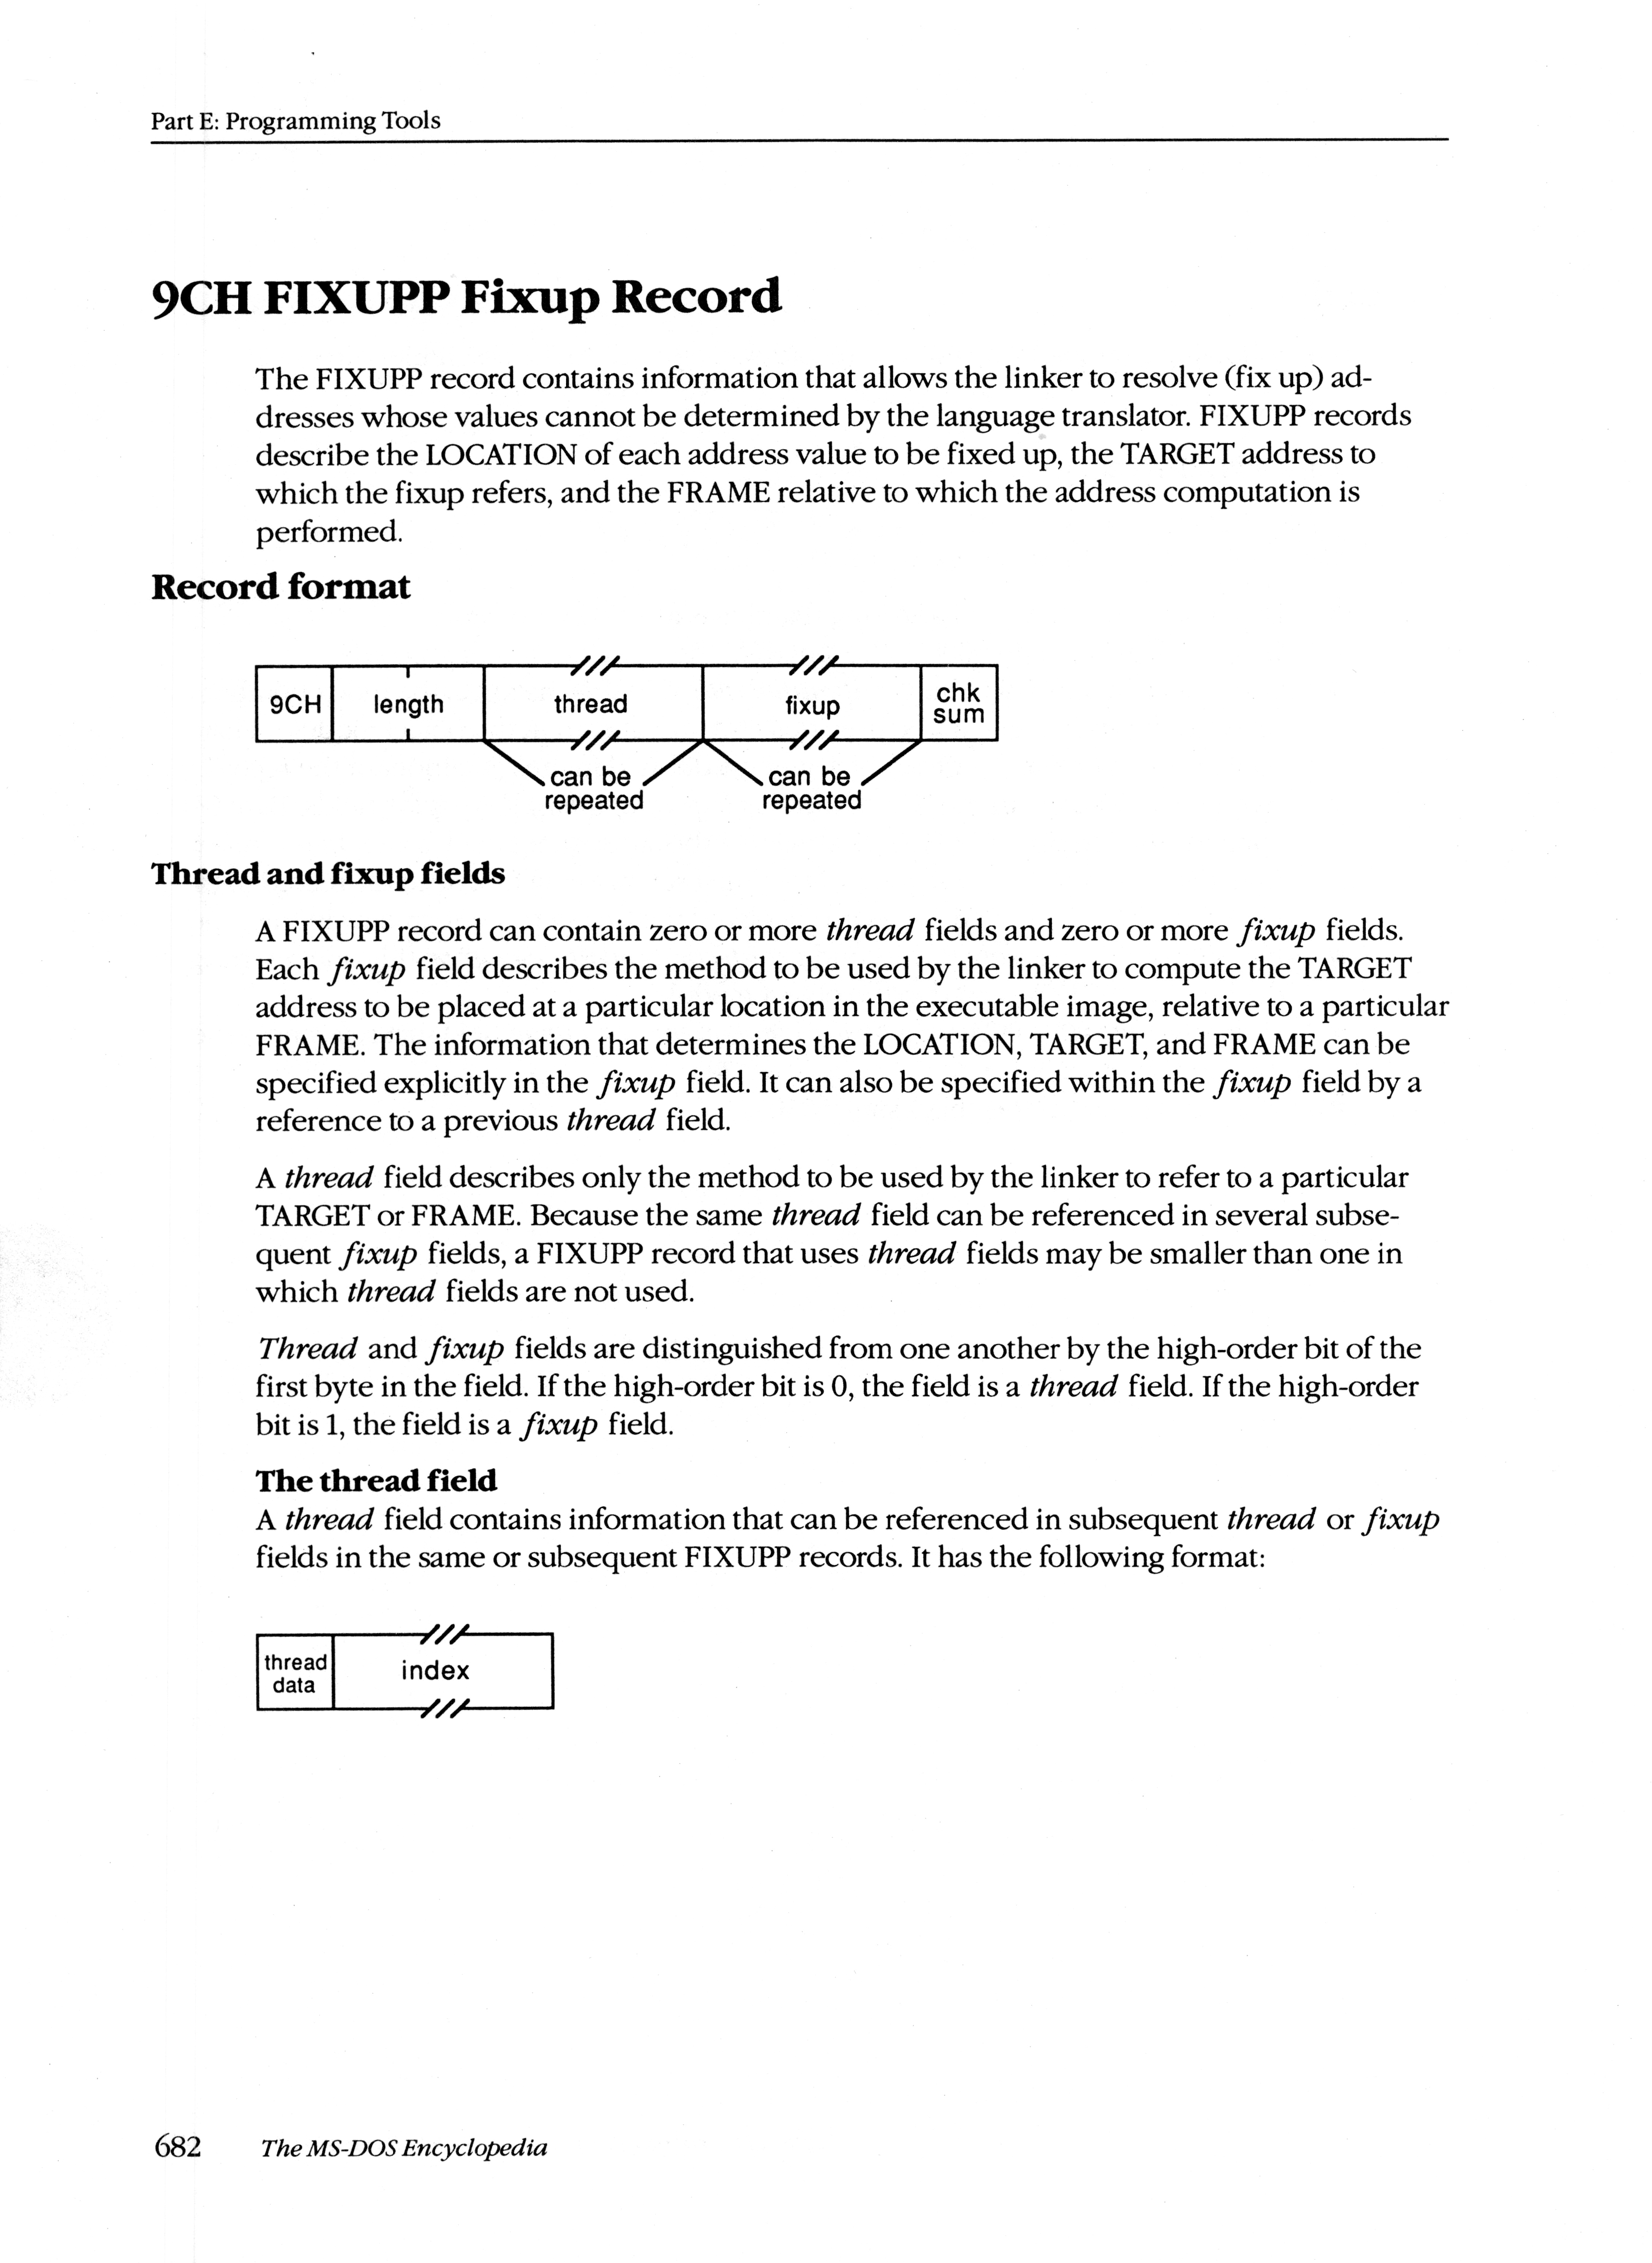 Part E: Programming Tools
9CH FIXUPP Fixup Record
The FIXUPP record contains information that allows the linker to resolve (fix up) ad-
dresses whose values cannot be determined by the language translator. FIXUPP records
describe the LOCATION of each address value to be fixed up, the TARGET address to
which the fixup refers, and the FRAME relative to which the address computation is
performed.
Record format
9CH length thread fixup chk
sum
can be can be
repeated repeated
Thread and fixup fields
A FIXUPP record can contain zero or more thread fields and zero or more fixup fields.
Each fixup field describes the method to be used by the linker to compute the TARGET
address to be placed at a particular location in the executable image, relative to a particular
FRAME. The information that determines the LOCATION, TARGET, and FRAME can be
specified explicitly in the fixup field. It can also be specified within the fixup field by a
reference to a previous thread field.
A thread field describes only the method to be used by the linker to refer to a particular
TARGET or FRAME. Because the same thread field can be referenced in several subse-
quent fixup fields, a FIXUPP record that uses thread fields may be smaller than one in
which thread fields are not used.
Thread and fixup fields are distinguished from one another by the high-order bit of the
first byte in the field. If the high-order bit is 0, the field is a thread field. If the high-order
bit is 1, the field is a fixup field.
The thread field
A thread field contains information that can be referenced in subsequent thread or fixup
fields in the same or subsequent FIXUPP records. It has the following format:
thread
data
index
682 The MS-DOS Encyclopedia